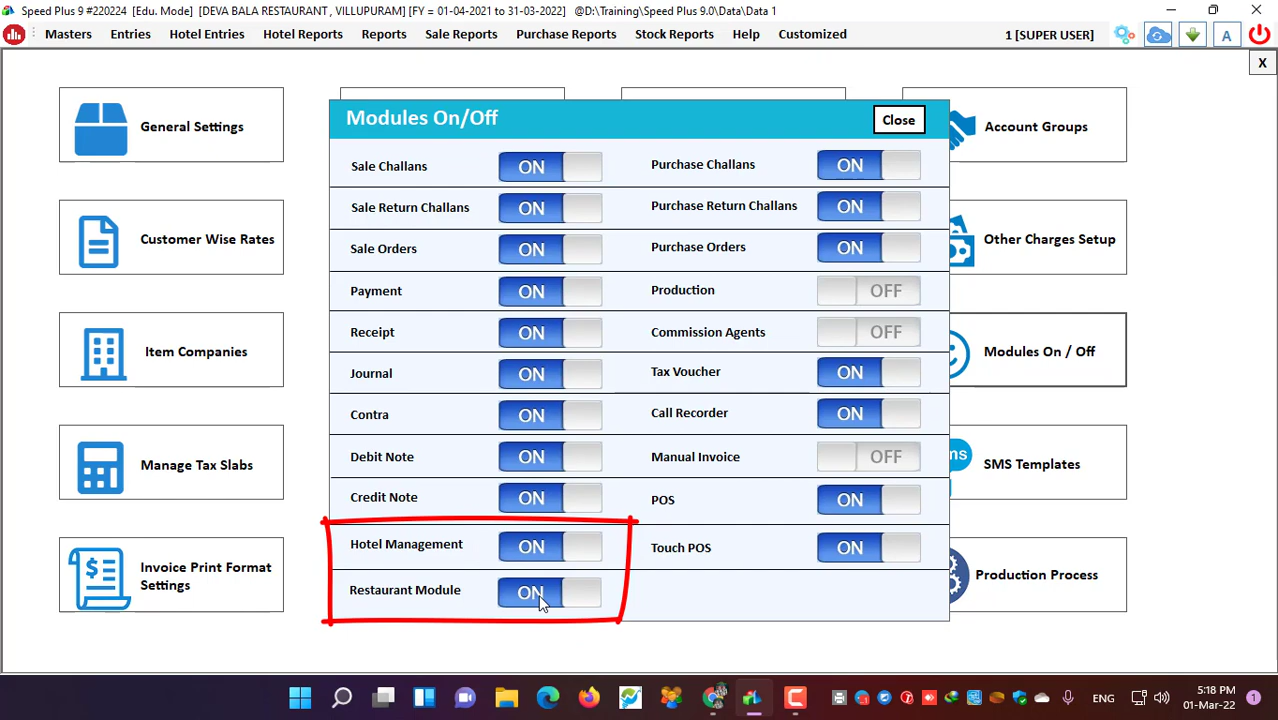 Speed Plus 9 #220224 [Edu. Mode] [DEVA BALA RESTAURANT , VILLUPURAM] [FY = 01-04-2021 to 31-03-2022] @D:\Training\Speed Plus 9.0\Data\Data 1
Masters Entries Hotel Entries Hotel Reports Reports Sale Reports Purchase Reports Stock Reports Help Customized 1 [SUPER USER] A
X
General Settings
Customer Wise Rates
Item Companies
Manage Tax Slabs
Invoice Print Format
Settings
Modules On/Off Close
Sale Challans ON Purchase Challans ON
Sale Return Challans ON Purchase Return Challans ON
Sale Orders ON Purchase Orders ON
Payment ON Production OFF
Receipt ON Commission Agents OFF
Journal ON Tax Voucher ON
Contra ON Call Recorder ON
Debit Note ON Manual Invoice OFF
Credit Note ON POS ON
Hotel Management ON Touch POS ON
Restaurant Module ON
Account Groups
Other Charges Setup
Modules On / Off
ms SMS Templates
Production Process
ENG 5:18 PM 1
01-Mar-22